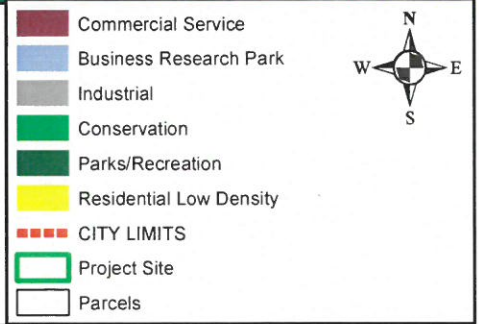 Commercial Service
Business Research Park
Industrial
Conservation
Parks/Recreation
Residential Low Density
CITY LIMITS
Project Site
Parcels
N
W E
S